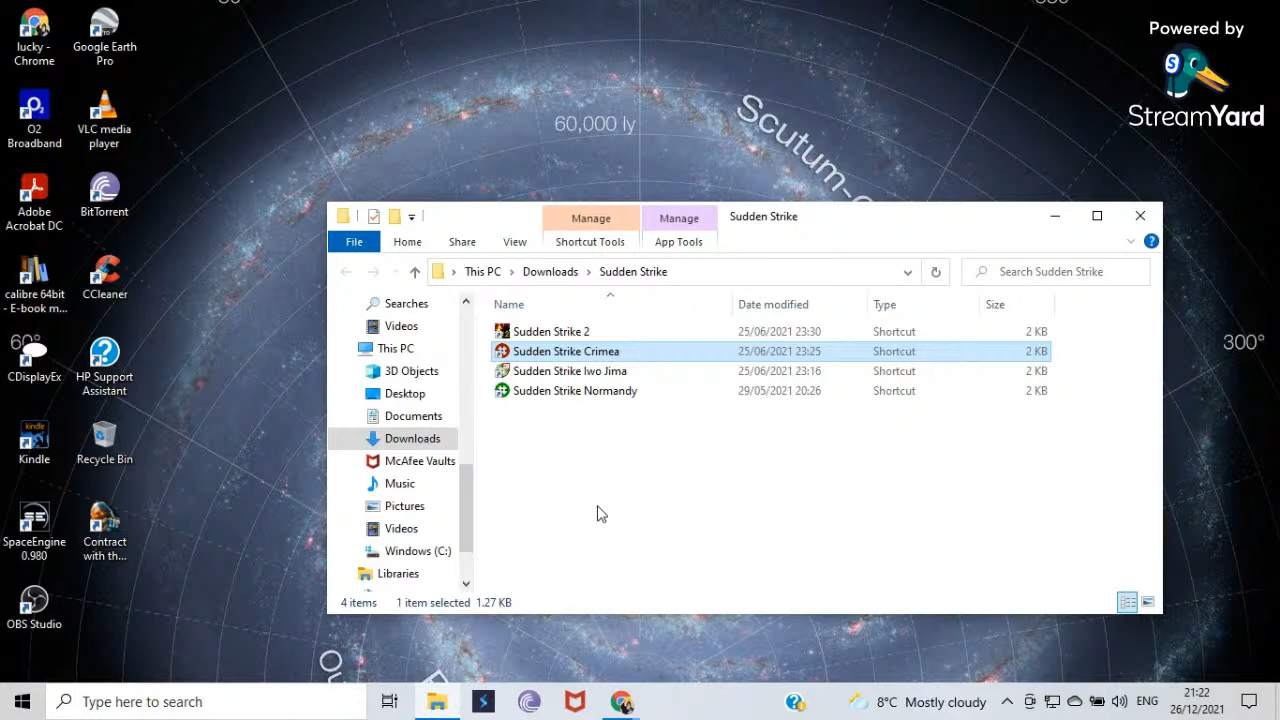 lucky -
Chrome
Google Earth
Pro
O2
Broadband
VLC media
player
Adobe
Acrobat DC
BitTorrent
calibre 64bit
- E-book m...
CCleaner
60°
CDisplayEx
HP Support
Assistant
kindle
Kindle
Recycle Bin
SE
SpaceEngine
0.980
Contract
with th...
OBS Studio
60,000 ly
Scutum-
300°
Powered by
S
StreamYard
Manage
Manage
Sudden Strike
File
Home
Share
View
Shortcut Tools
App Tools
This PC
Downloads
Sudden Strike
Search Sudden Strike
Name
Date modified
Type
Size
Sudden Strike 2
25/06/2021 23:30
Shortcut
2 KB
Sudden Strike Crimea
25/06/2021 23:25
Shortcut
2 KB
Sudden Strike Iwo Jima
25/06/2021 23:16
Shortcut
2 KB
Sudden Strike Normandy
29/05/2021 20:26
Shortcut
2 KB
Searches
Videos
This PC
3D Objects
Desktop
Documents
Downloads
McAfee Vaults
Music
Pictures
Videos
Windows (C:)
Libraries
4 items
1 item selected
1.27 KB
Type here to search
8°C Mostly cloudy
ENG
21:22
26/12/2021